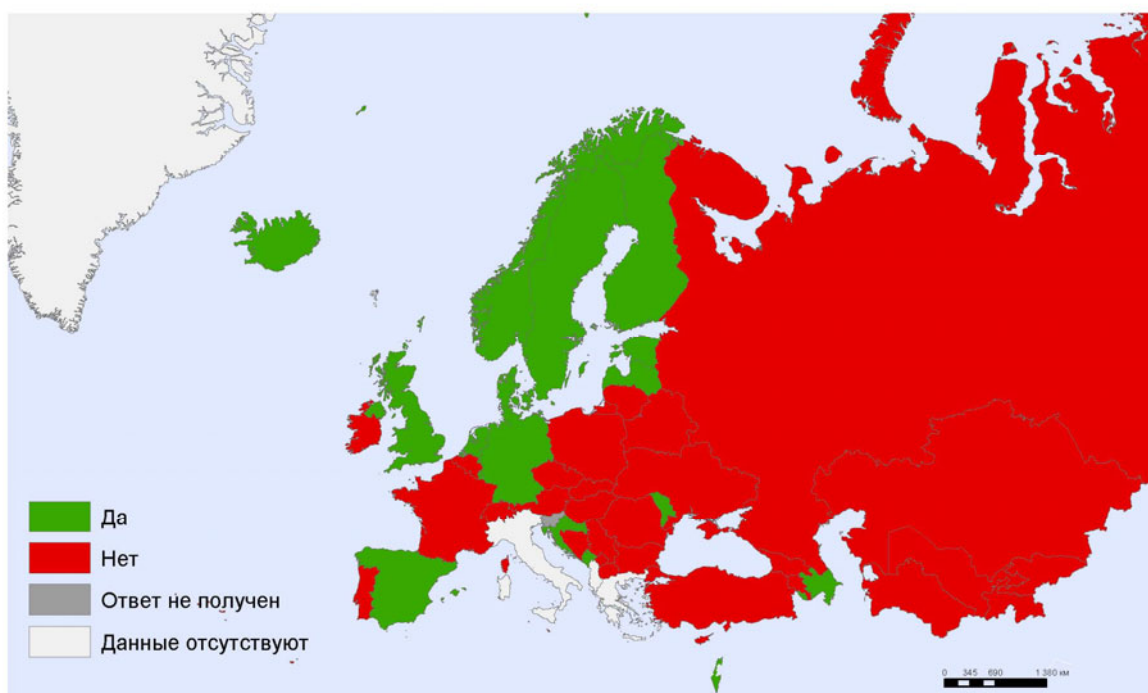 Да
Нет
Ответ не получен
Данные отсутствуют
0 345 690 1 380 км